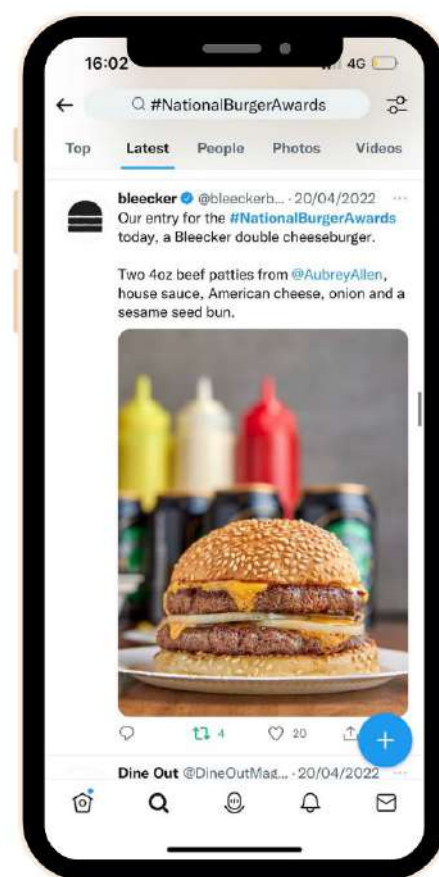 16:02
4G
#NationalBurgerAwards
Top Latest People Photos Videos
bleecker @bleeckerb... · 20/04/2022
Our entry for the #NationalBurgerAwards
today, a Bleecker double cheeseburger.
Two 4oz beef patties from @AubreyAllen,
house sauce, American cheese, onion and a
sesame seed bun.
4 20
Dine Out @DineOutMag... · 20/04/2022